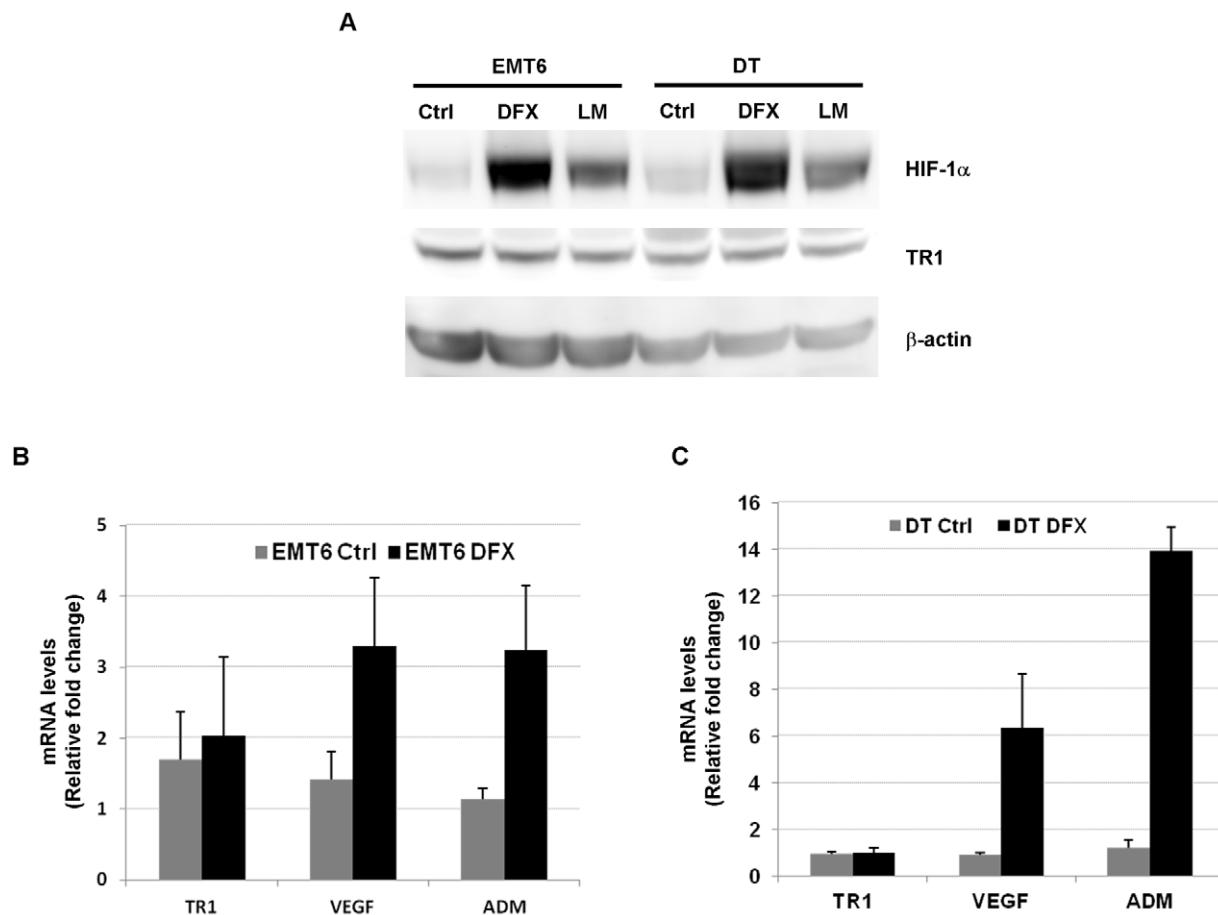 A
EMT6 DT
Ctrl DFX LM Ctrl DFX LM
HIF-1α
TR1
β-actin
B
mRNA levels
(Relative fold change)
5
4
3
2
1
0
EMT6 Ctrl EMT6 DFX
TR1 VEGF ADM
C
mRNA levels
(Relative fold change)
16
14
12
10
8
6
4
2
0
DT Ctrl DT DFX
TR1 VEGF ADM